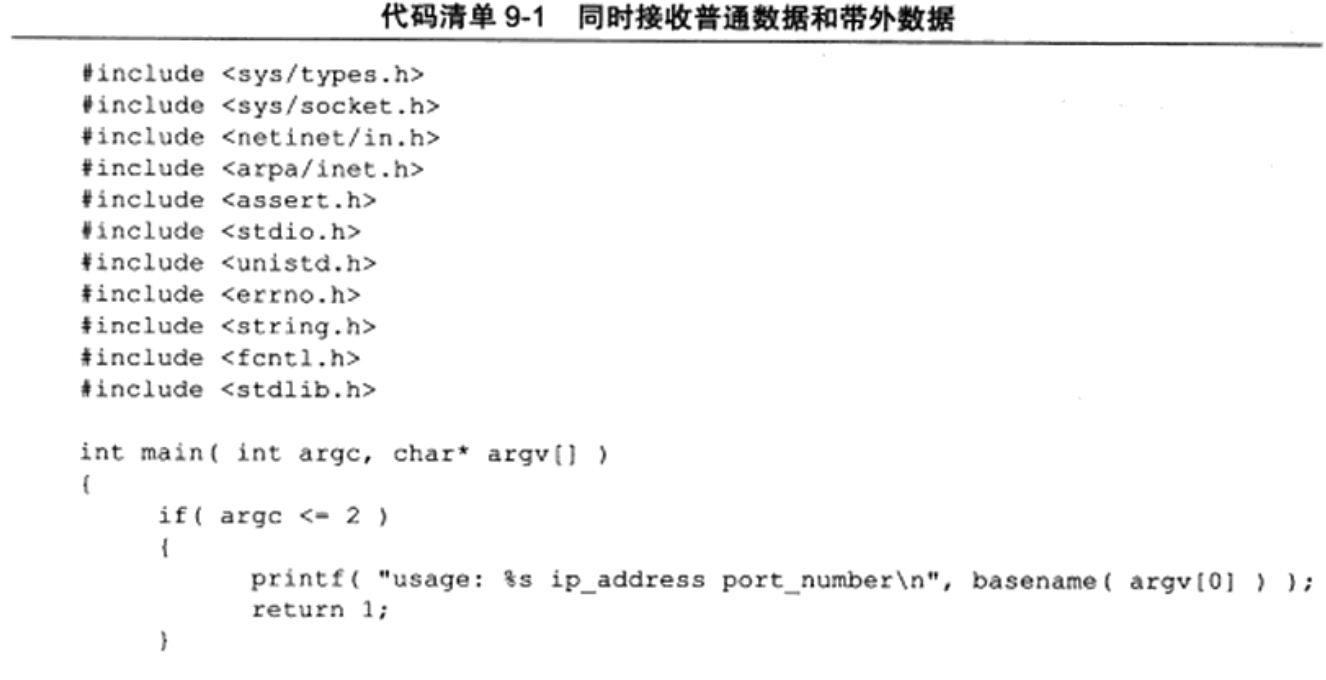 代码清单 9-1 同时接收普通数据和带外数据
#include <sys/types.h>
#include <sys/socket.h>
#include <netinet/in.h>
#include <arpa/inet.h>
#include <assert.h>
#include <stdio.h>
#include <unistd.h>
#include <errno.h>
#include <string.h>
#include <fcntl.h>
#include <stdlib.h>
int main( int argc, char* argv[] )
{
if( argc <= 2 )
{
printf( "usage: %s ip_address port_number\n", basename( argv[0] ) );
return 1;
}